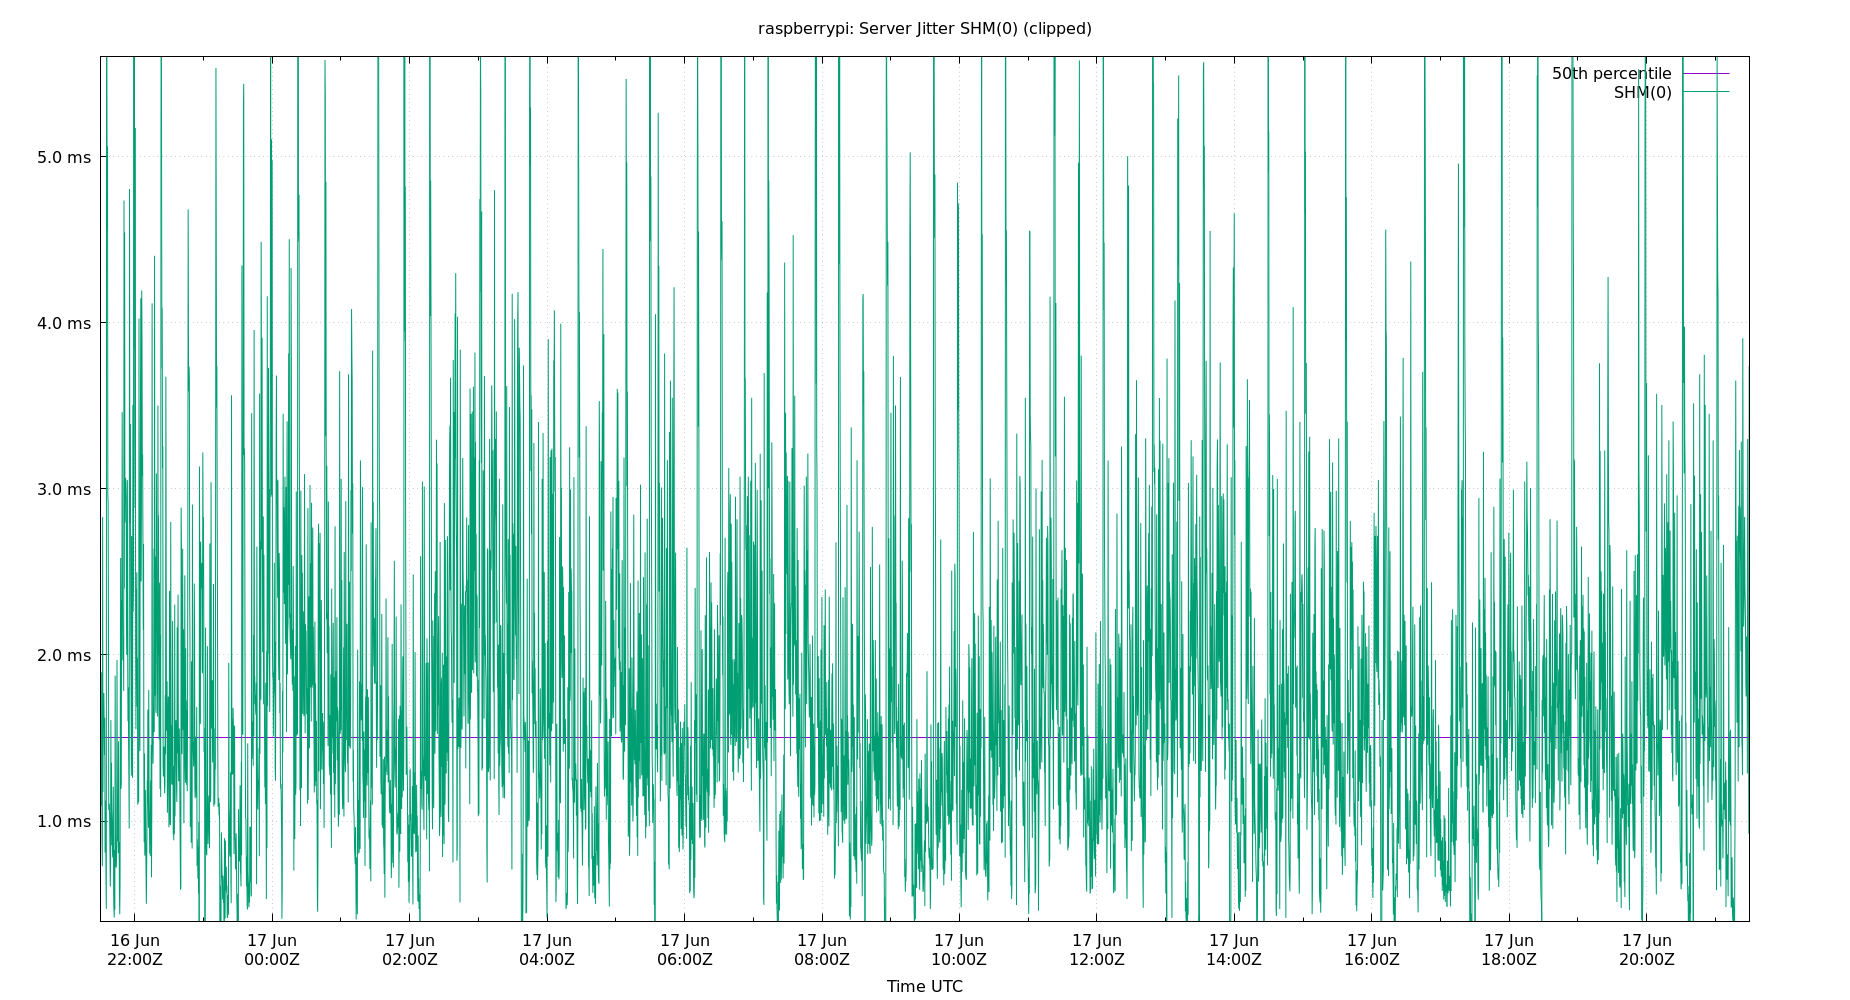 raspberrypi: Server Jitter SHM(0) (clipped)
50th percentile
SHM(0)
5.0 ms
4.0 ms
3.0 ms
2.0 ms
1.0 ms
16 Jun 17 Jun 17 Jun 17 Jun 17 Jun 17 Jun 17 Jun 17 Jun 17 Jun 17 Jun 17 Jun 17 Jun
22:00Z 00:00Z 02:00Z 04:00Z 06:00Z 08:00Z 10:00Z 12:00Z 14:00Z 16:00Z 18:00Z 20:00Z
Time UTC